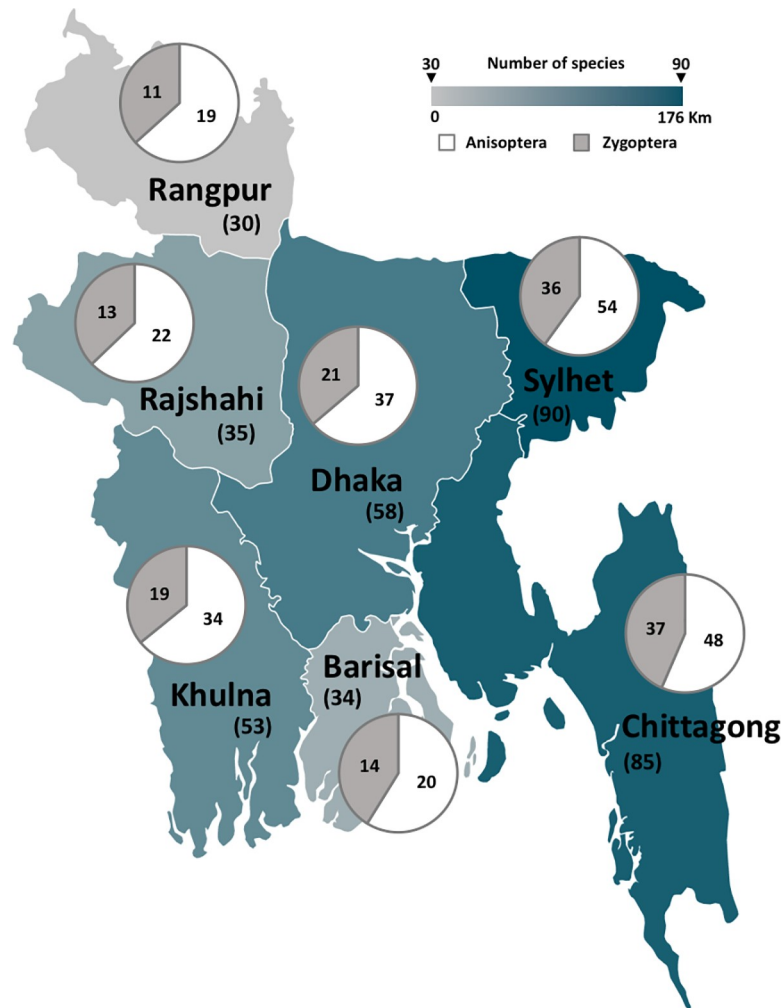 30 Number of species 90
0 176 Km
Anisoptera Zygoptera
11 19
Rangpur
(30)
36 54
Sylhet
(90)
13 22
Rajshahi
(35)
21 37
Dhaka
(58)
19 34
Khulna
(53)
Barisal
(34)
14 20
37 48
Chittagong
(85)